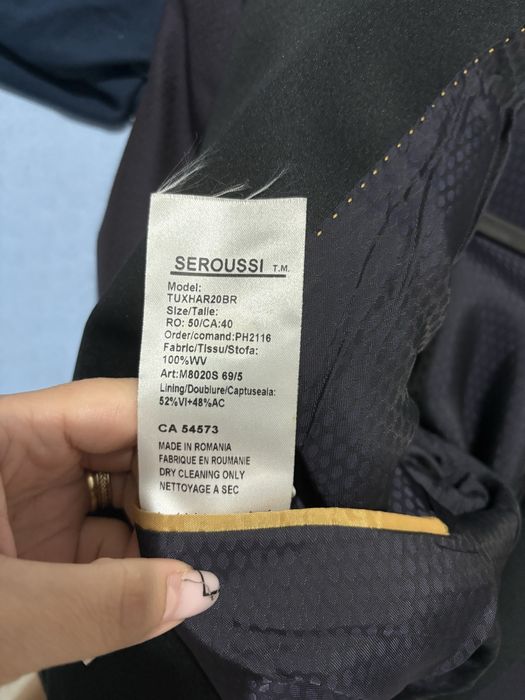 SEROUSSI T.M.
Model:
TUXHAR20BR
Size/Taile:
RO: 50/CA:40
Order/comand:PH2116
Fabric/Tissu/Stofa:
100%WV
Art:M8020S 69/5
Lining/Doublure/Captuseala:
52%VI+48%AC
CA 54573
MADE IN ROMANIA
FABRIQUE EN ROUMANIE
DRY CLEANING ONLY
NETTOYAGE A SEC